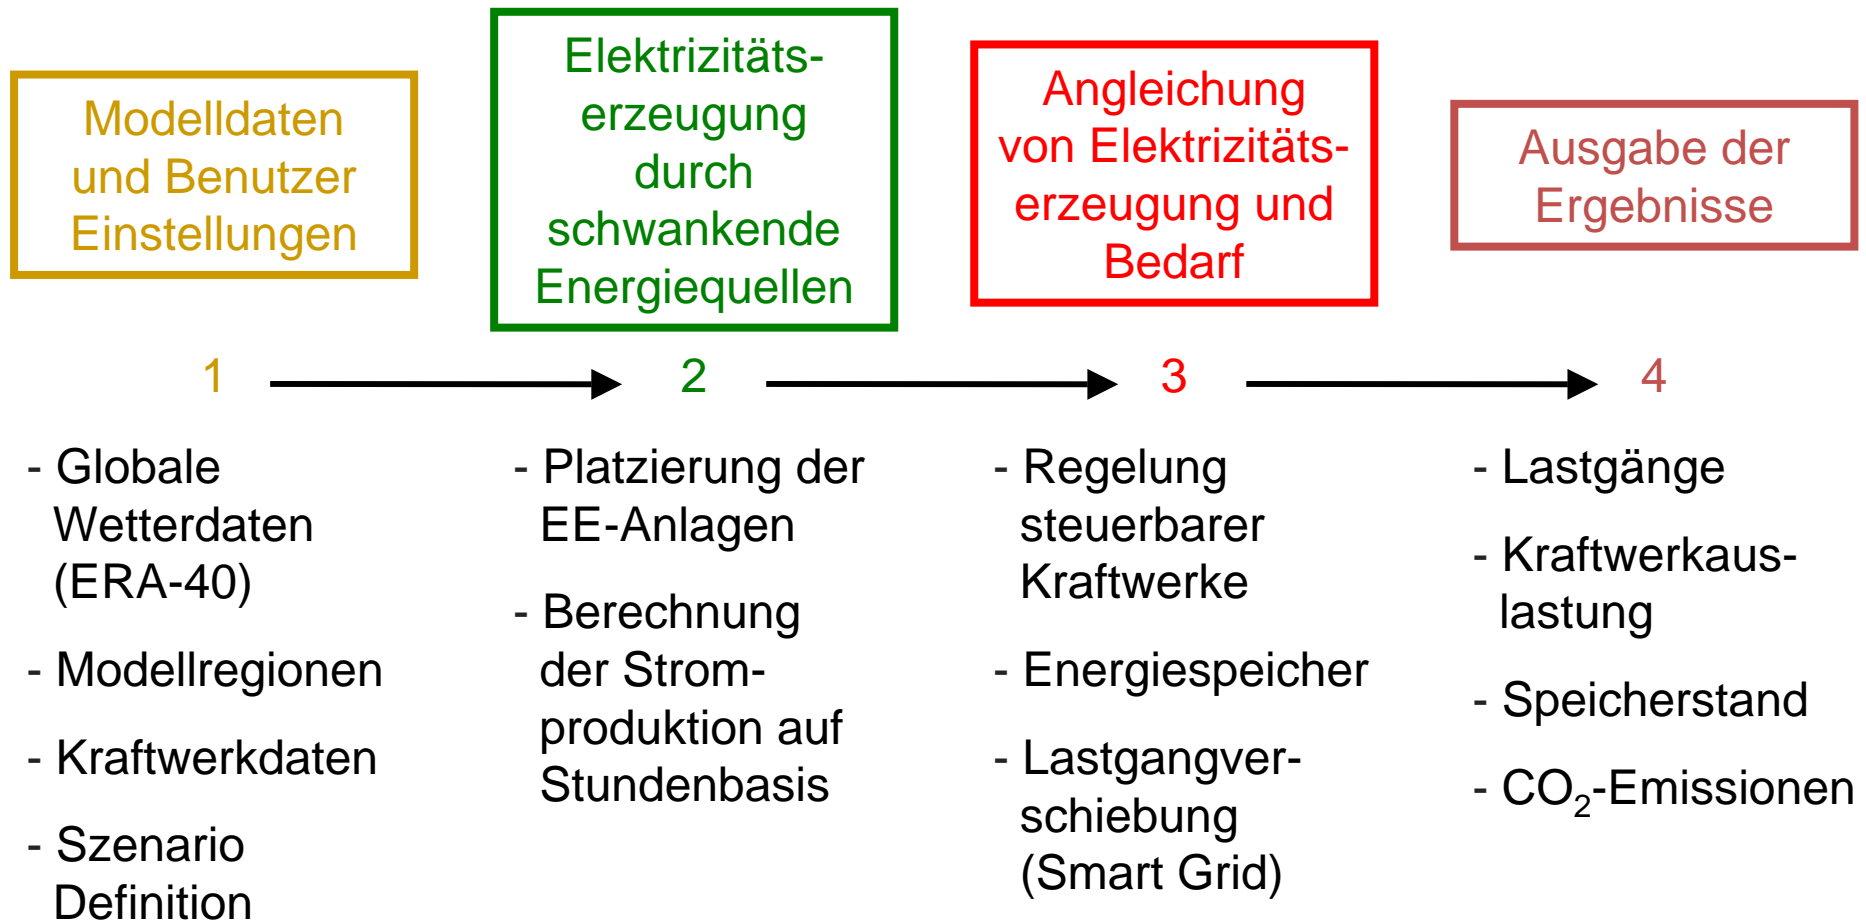 Modelldaten
und Benutzer
Einstellungen
Elektrizitäts-
erzeugung
durch
schwankende
Energiequellen
Angleichung
von Elektrizitäts-
erzeugung und
Bedarf
Ausgabe der
Ergebnisse
1
2
3
4
- Globale
Wetterdaten
(ERA-40)
- Modellregionen
- Kraftwerkdaten
- Szenario
Definition
- Platzierung der
EE-Anlagen
- Berechnung
der Strom-
produktion auf
Stundenbasis
- Regelung
steuerbarer
Kraftwerke
- Energiespeicher
- Lastgangver-
schiebung
(Smart Grid)
- Lastgänge
- Kraftwerkaus-
lastung
- Speicherstand
- CO₂-Emissionen